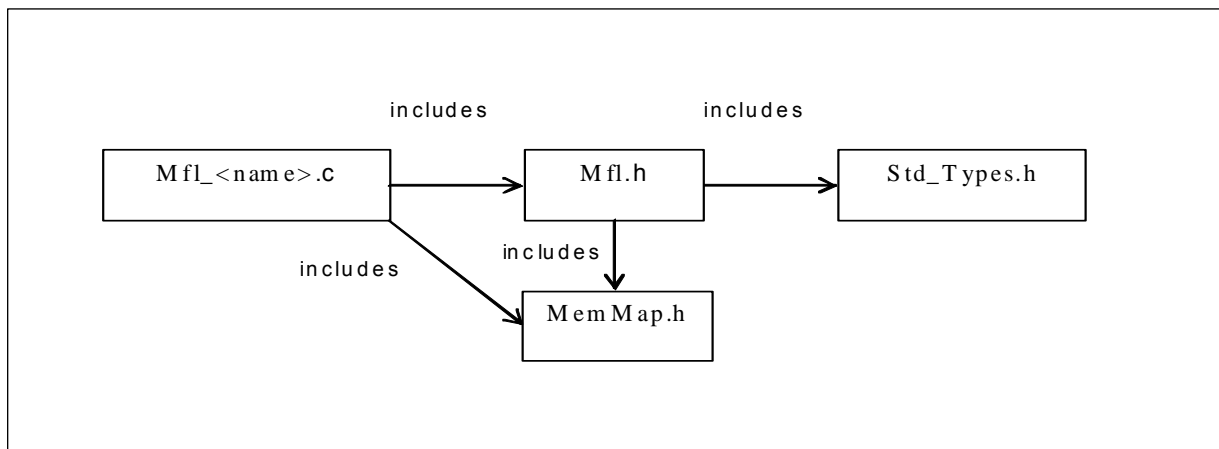 includes
includes
Mfl_<name>.c
Mfl.h
Std_Types.h
includes
includes
MemMap.h